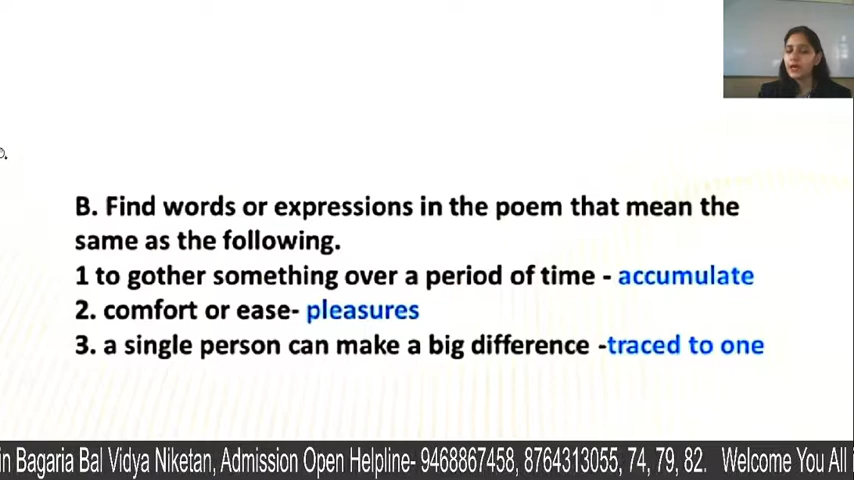 B. Find words or expressions in the poem that mean the
same as the following.
1 to gother something over a period of time - accumulate
2. comfort or ease- pleasures
3. a single person can make a big difference -traced to one
in Bagaria Bal Vidya Niketan, Admission Open Helpline- 9468867458, 8764313055, 74, 79, 82. Welcome You All i